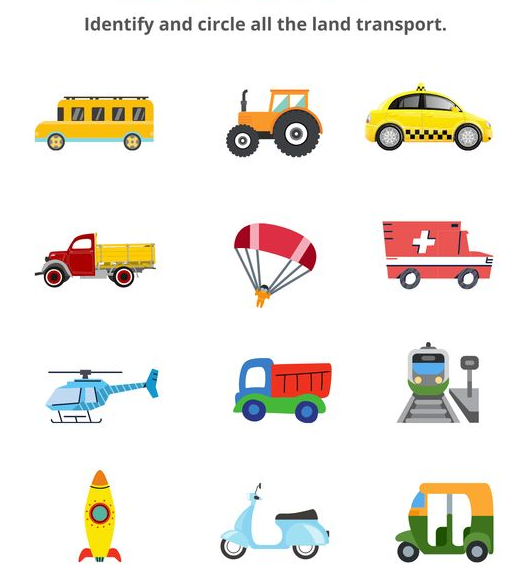 Identify and circle all the land transport.